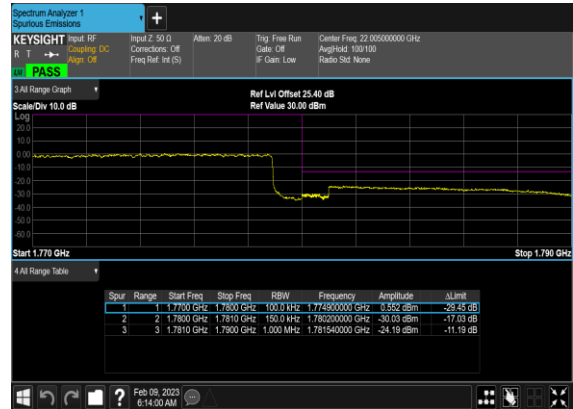 Spectrum Analyzer 1
Spurious Emissions
KEYSIGHT Input: RF Input Z: 50 Ω Atten: 20 dB Trig: Free Run Center Freq: 22.005000000 GHz
R T Coupling: DC Corrections: Off Gate: Off Avg|Hold: 100/100
Align: Off Freq Ref: Int (S) IF Gain: Low Radio Std: None
PASS
3 All Range Graph
Ref Lvl Offset 25.40 dB
Scale/Div 10.0 dB Ref Value 30.00 dBm
Log
20.0
10.0
0.00
-10.0
-20.0
-30.0
-40.0
-50.0
-60.0
Start 1.770 GHz Stop 1.790 GHz
4 All Range Table
Spur Range Start Freq Stop Freq RBW Frequency Amplitude ΔLimit
1 1 1.7700 GHz 1.7800 GHz 100.0 kHz 1.774900000 GHz 0.552 dBm -29.45 dB
2 2 1.7800 GHz 1.7810 GHz 150.0 kHz 1.780200000 GHz -30.03 dBm -17.03 dB
3 3 1.7810 GHz 1.7900 GHz 1.000 MHz 1.781540000 GHz -24.19 dBm -11.19 dB
? Feb 09, 2023
6:14:00 AM